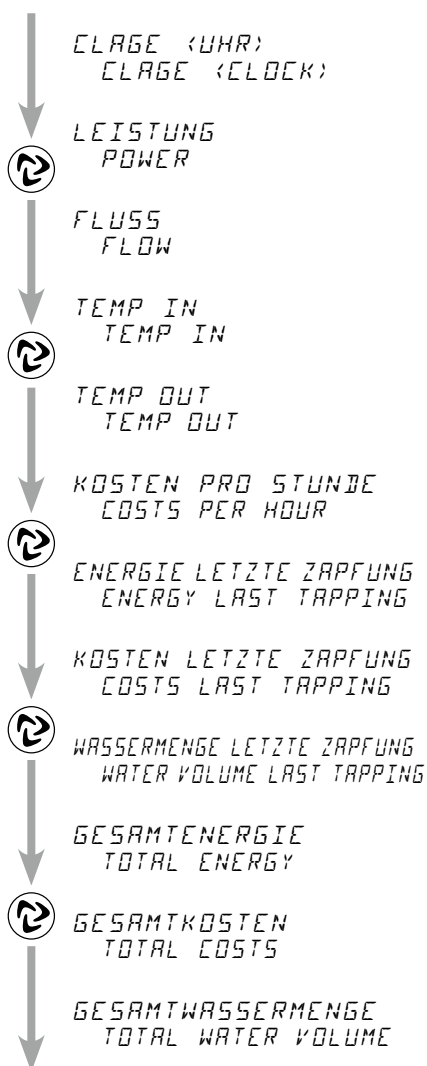 CLAGE (UHR)
CLAGE (CLOCK)
LEISTUNG
POWER
FLUSS
FLOW
TEMP IN
TEMP IN
TEMP OUT
TEMP OUT
KOSTEN PRO STUNDE
COSTS PER HOUR
ENERGIE LETZTE ZAPFUNG
ENERGY LAST TAPPING
KOSTEN LETZTE ZAPFUNG
COSTS LAST TAPPING
WASSERMENGE LETZTE ZAPFUNG
WATER VOLUME LAST TAPPING
GESAMTENERGIE
TOTAL ENERGY
GESAMTKOSTEN
TOTAL COSTS
GESAMTWASSERMENGE
TOTAL WATER VOLUME